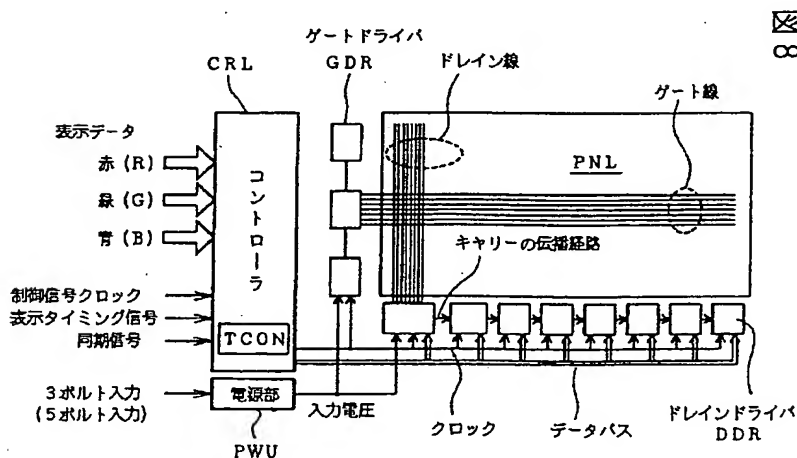 図8
ゲートドライバ
GDR
ドレイン線
CRL
ゲート線
表示データ
赤(R)
緑(G)
青(B)
コントローラ
PNL
キャリーの伝播経路
制御信号クロック
表示タイミング信号
同期信号
TCON
3ボルト入力
(5ボルト入力)
電源部
入力電圧
クロック
データバス
ドレインドライバ
DDR
PWU